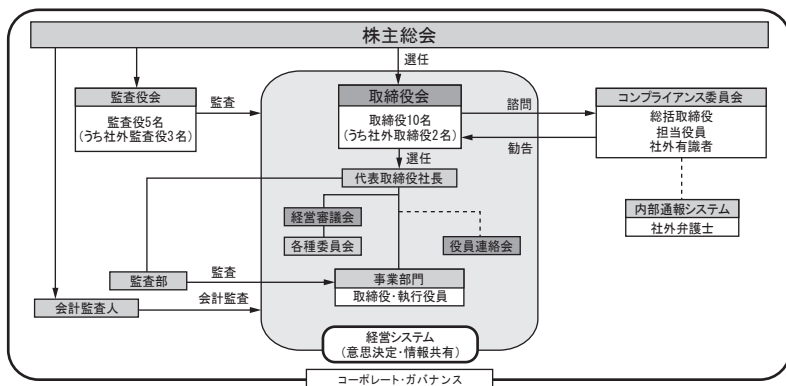 株主総会
選任
監査役会
監査役5名
(うち社外監査役3名)
監査
取締役会
取締役10名
(うち社外取締役2名)
諮問
勧告
コンプライアンス委員会
総括取締役
担当役員
社外有識者
選任
代表取締役社長
経営審議会
各種委員会
役員連絡会
内部通報システム
社外弁護士
監査部
監査
事業部門
取締役・執行役員
会計監査人
会計監査
経営システム
(意思決定・情報共有)
コーポレート・ガバナンス